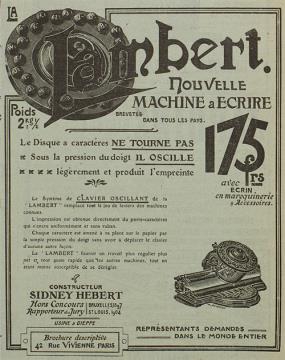 LA
Lambert.
NOUVELLE
MACHINE à ECRIRE
BREVETÉE
DANS TOUS LES PAYS.
Poids
2 KGS
175
frs
avec
ECRIN
en maroquinerie
& Accessoires.
Le Disque à caractères NE TOURNE PAS
Sous la pression du doigt IL OSCILLE
légèrement et produit l'empreinte
Le Système de CLAVIER OSCILLANT de la
"LAMBERT" remplace tout le jeu de leviers des machines
connues.
L'impression est obtenue directement du porte-caractères
qui s'encre uniformément et sans ruban.
Chaque caractère est amené à sa place sur le papier par
la simple pression du doigt sans avoir à déplacer le clavier
d'aucune autre façon.
La "LAMBERT" fournit un travail plus régulier
et tout aussi rapide que les autres machines, tout en
étant moins susceptible de se dérégler.
CONSTRUCTEUR
SIDNEY HEBERT
Hors Concours BRUXELLES 1897
Rapporteur du Jury ST LOUIS, 1904
USINE à DIEPPE
Brochure descriptive
42 Rue VIVIENNE PARIS
REPRÉSENTANTS DEMANDÉS
DANS LE MONDE ENTIER